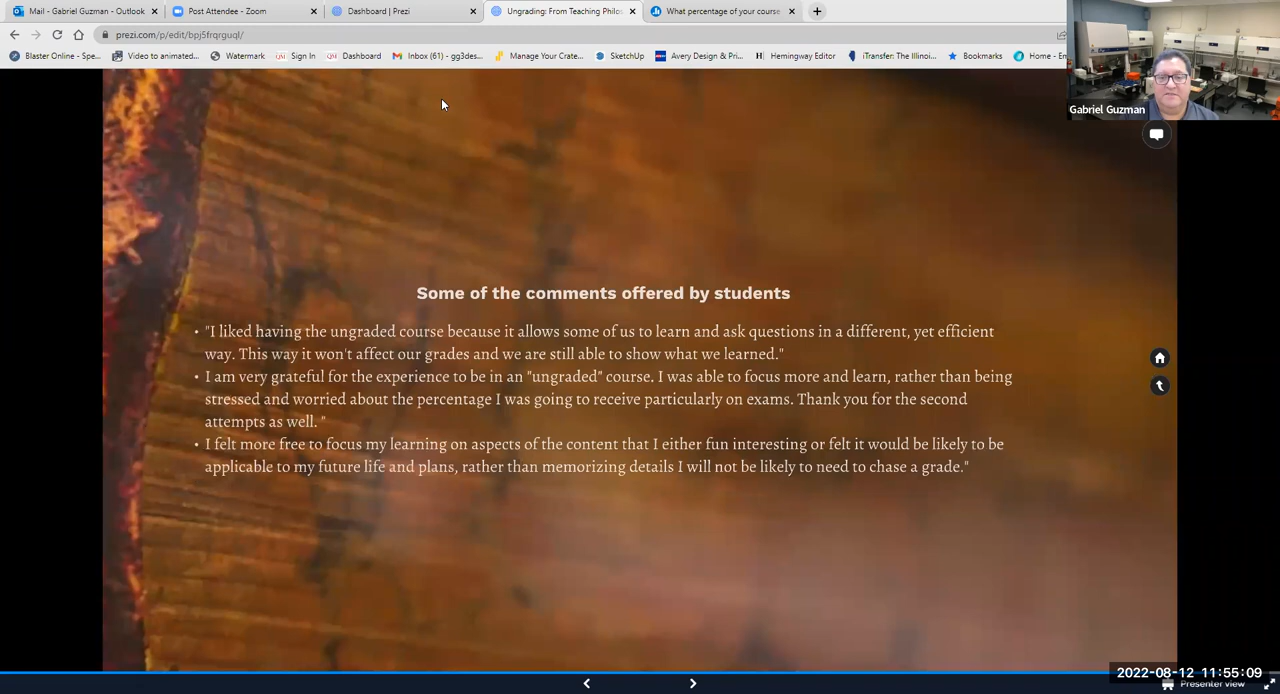 Mail - Gabriel Guzman - Outlook
Post Attendee - Zoom
Dashboard | Prezi
Ungrading: From Teaching Philos
What percentage of your course
prezi.com/p/edit/bpj5frqrguql/
Blaster Online - Spe...
Video to animated...
Watermark
Sign In
Dashboard
Inbox (61) - gg3des...
Manage Your Crate...
SketchUp
Avery Design & Pri...
Hemingway Editor
iTransfer: The Illinoi...
Bookmarks
Home - En
Gabriel Guzman
Some of the comments offered by students
• "I liked having the ungraded course because it allows some of us to learn and ask questions in a different, yet efficient
way. This way it won't affect our grades and we are still able to show what we learned."
• I am very grateful for the experience to be in an "ungraded" course. I was able to focus more and learn, rather than being
stressed and worried about the percentage I was going to receive particularly on exams. Thank you for the second
attempts as well. "
• I felt more free to focus my learning on aspects of the content that I either fun interesting or felt it would be likely to be
applicable to my future life and plans, rather than memorizing details I will not be likely to need to chase a grade."
2022-08-12 11:55:09
Presenter view